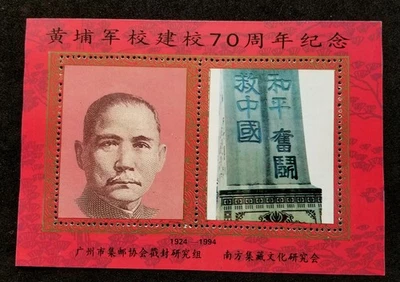 黄埔军校建校70周年纪念
和平 奮鬪
救中國
1924—1994
广州市集邮协会戳封研究组 南方集藏文化研究会